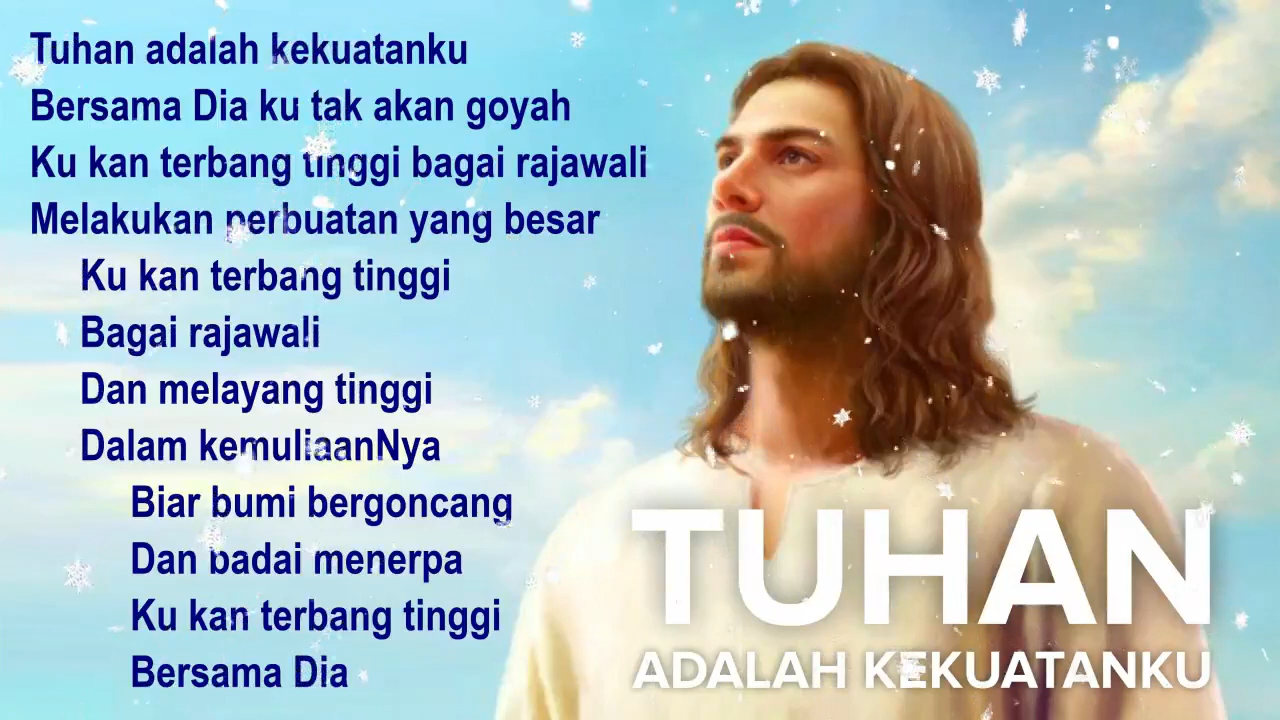 Tuhan adalah kekuatanku
Bersama Dia ku tak akan goyah
Ku kan terbang tinggi bagai rajawali
Melakukan perbuatan yang besar
Ku kan terbang tinggi
Bagai rajawali
Dan melayang tinggi
Dalam kemuliaanNya
Biar bumi bergoncang
Dan badai menerpa
Ku kan terbang tinggi
Bersama Dia
TUHAN
ADALAH KEKUATANKU